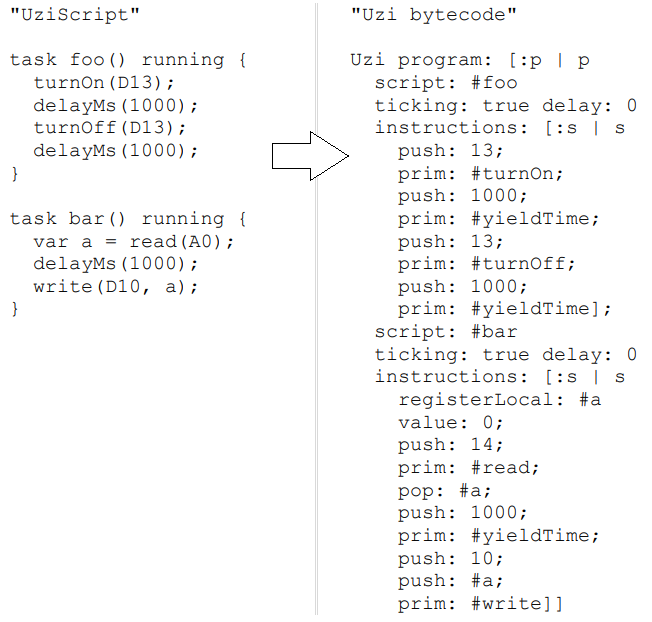 "UziScript"
task foo() running {
turnOn(D13);
delayMs(1000);
turnOff(D13);
delayMs(1000);
}
task bar() running {
var a = read(A0);
delayMs(1000);
write(D10, a);
}
"Uzi bytecode"
Uzi program: [:p | p
script: #foo
ticking: true delay: 0
instructions: [:s | s
push: 13;
prim: #turnOn;
push: 1000;
prim: #yieldTime;
push: 13;
prim: #turnOff;
push: 1000;
prim: #yieldTime];
script: #bar
ticking: true delay: 0
instructions: [:s | s
registerLocal: #a
value: 0;
push: 14;
prim: #read;
pop: #a;
push: 1000;
prim: #yieldTime;
push: 10;
push: #a;
prim: #write]]